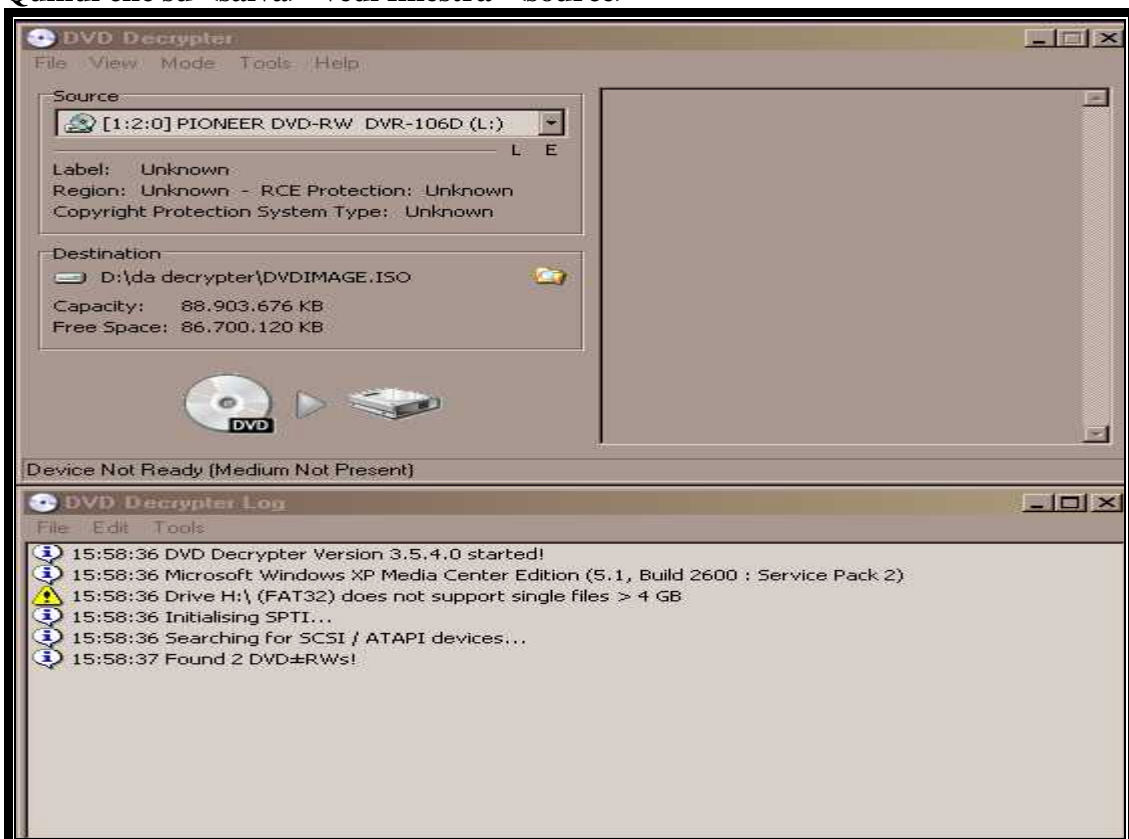 DVD Decrypter
File View Mode Tools Help
Source
[1:2:0] PIONEER DVD-RW DVR-106D (L:)
L E
Label: Unknown
Region: Unknown - RCE Protection: Unknown
Copyright Protection System Type: Unknown
Destination
D:\da decrypter\DVDIMAGE.ISO
Capacity: 88.903.676 KB
Free Space: 86.700.120 KB
DVD
Device Not Ready (Medium Not Present)
DVD Decrypter Log
File Edit Tools
15:58:36 DVD Decrypter Version 3.5.4.0 started!
15:58:36 Microsoft Windows XP Media Center Edition (5.1, Build 2600 : Service Pack 2)
15:58:36 Drive H:\ (FAT32) does not support single files > 4 GB
15:58:36 Initialising SPTI...
15:58:36 Searching for SCSI / ATAPI devices...
15:58:37 Found 2 DVD±RWs!